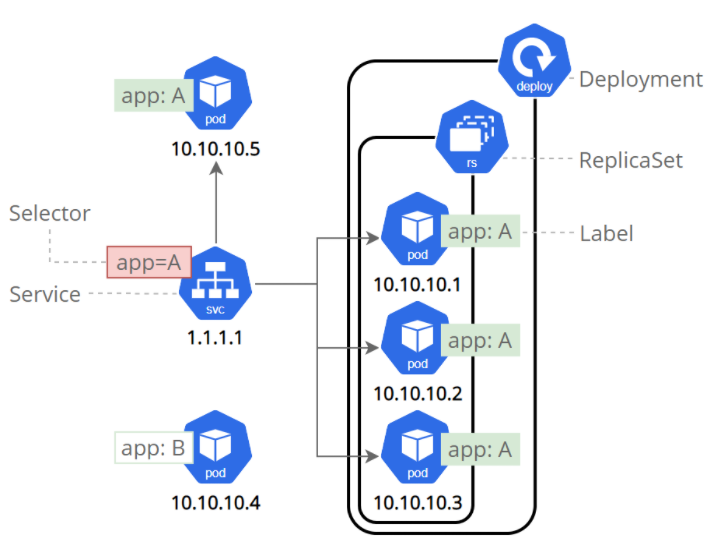 deploy
Deployment
app: A
pod
10.10.10.5
rs
ReplicaSet
Selector
app=A
Service
svc
1.1.1.1
pod
app: A
Label
10.10.10.1
pod
app: A
10.10.10.2
app: B
pod
10.10.10.4
pod
app: A
10.10.10.3